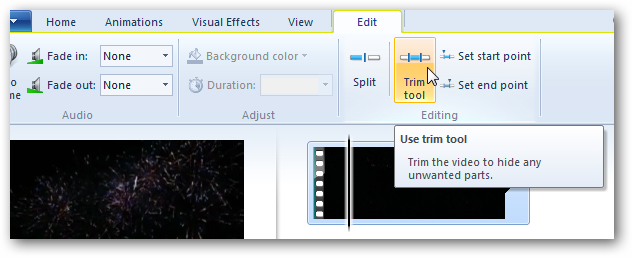 Home Animations Visual Effects View Edit
Fade in: None Background color Set start point
Fade out: None Duration: Split Trim tool Set end point
Audio Adjust Editing
Use trim tool
Trim the video to hide any
unwanted parts.